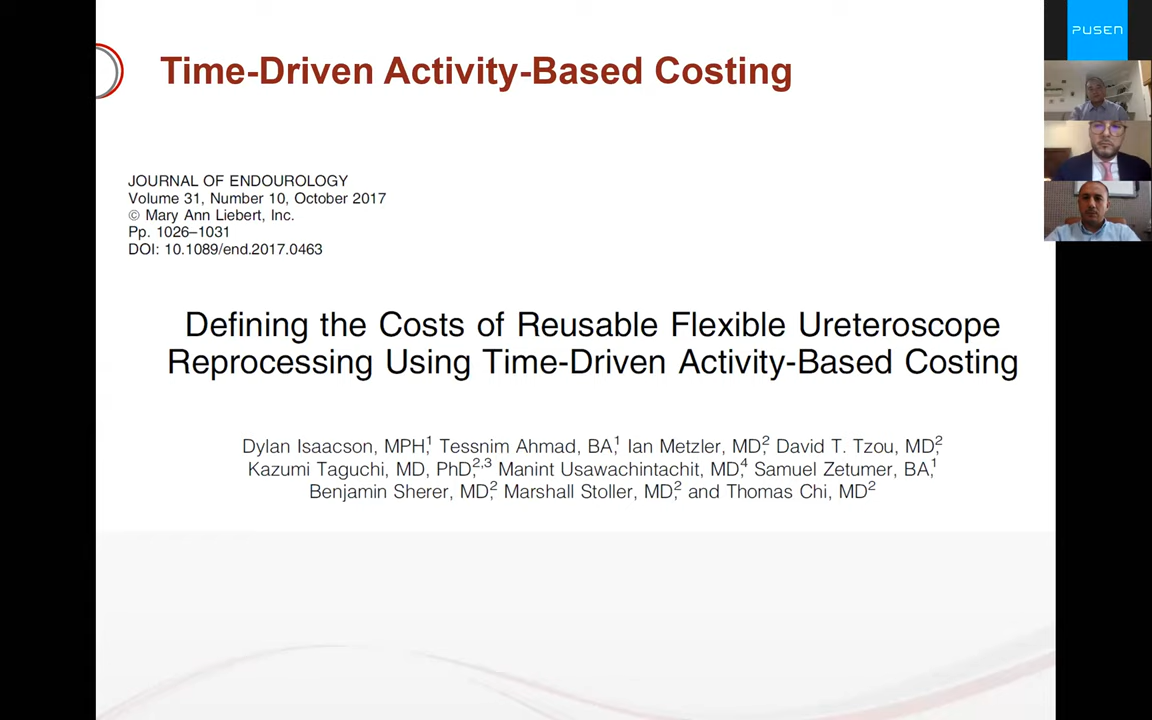 Time-Driven Activity-Based Costing
PUSEN
JOURNAL OF ENDOUROLOGY
Volume 31, Number 10, October 2017
© Mary Ann Liebert, Inc.
Pp. 1026–1031
DOI: 10.1089/end.2017.0463
Defining the Costs of Reusable Flexible Ureteroscope
Reprocessing Using Time-Driven Activity-Based Costing
Dylan Isaacson, MPH,1 Tessnim Ahmad, BA,1 Ian Metzler, MD,2 David T. Tzou, MD,2
Kazumi Taguchi, MD, PhD,2,3 Manint Usawachintachit, MD,4 Samuel Zetumer, BA,1
Benjamin Sherer, MD,2 Marshall Stoller, MD,2 and Thomas Chi, MD2